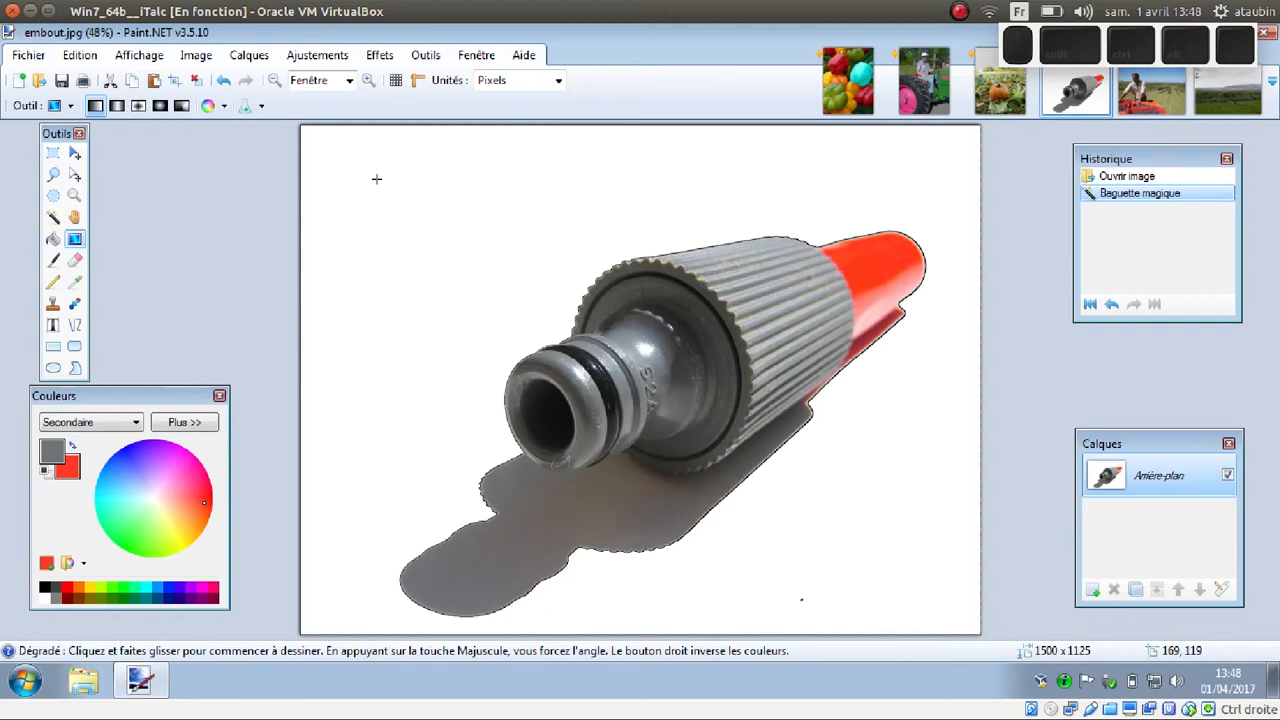 Win7_64b__iTalc [En fonction] - Oracle VM VirtualBox
Fr
sam. 1 avril 13:48
ataubin
embout.jpg (48%) - Paint.NET v3.5.10
Fichier Edition Affichage Image Calques Ajustements Effets Outils Fenêtre Aide
shift ctrl alt
Fenêtre
Unités : Pixels
Outil :
Outils
Historique
Ouvrir image
Baguette magique
Couleurs
Secondaire
Plus >>
Calques
Arrière-plan
Dégradé : Cliquez et faites glisser pour commencer à dessiner. En appuyant sur la touche Majuscule, vous forcez l'angle. Le bouton droit inverse les couleurs.
1500 x 1125
169, 119
13:48
01/04/2017
Ctrl droite